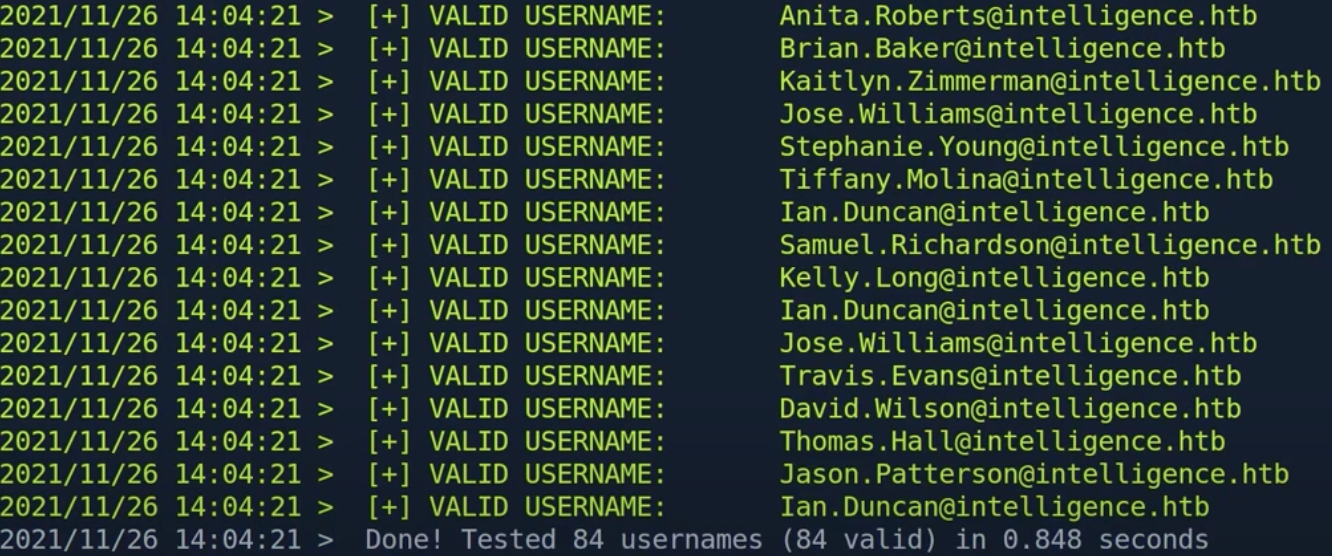 2021/11/26 14:04:21 >  [+] VALID USERNAME:       Anita.Roberts@intelligence.htb
2021/11/26 14:04:21 >  [+] VALID USERNAME:       Brian.Baker@intelligence.htb
2021/11/26 14:04:21 >  [+] VALID USERNAME:       Kaitlyn.Zimmerman@intelligence.htb
2021/11/26 14:04:21 >  [+] VALID USERNAME:       Jose.Williams@intelligence.htb
2021/11/26 14:04:21 >  [+] VALID USERNAME:       Stephanie.Young@intelligence.htb
2021/11/26 14:04:21 >  [+] VALID USERNAME:       Tiffany.Molina@intelligence.htb
2021/11/26 14:04:21 >  [+] VALID USERNAME:       Ian.Duncan@intelligence.htb
2021/11/26 14:04:21 >  [+] VALID USERNAME:       Samuel.Richardson@intelligence.htb
2021/11/26 14:04:21 >  [+] VALID USERNAME:       Kelly.Long@intelligence.htb
2021/11/26 14:04:21 >  [+] VALID USERNAME:       Ian.Duncan@intelligence.htb
2021/11/26 14:04:21 >  [+] VALID USERNAME:       Jose.Williams@intelligence.htb
2021/11/26 14:04:21 >  [+] VALID USERNAME:       Travis.Evans@intelligence.htb
2021/11/26 14:04:21 >  [+] VALID USERNAME:       David.Wilson@intelligence.htb
2021/11/26 14:04:21 >  [+] VALID USERNAME:       Thomas.Hall@intelligence.htb
2021/11/26 14:04:21 >  [+] VALID USERNAME:       Jason.Patterson@intelligence.htb
2021/11/26 14:04:21 >  [+] VALID USERNAME:       Ian.Duncan@intelligence.htb
2021/11/26 14:04:21 >  Done! Tested 84 usernames (84 valid) in 0.848 seconds